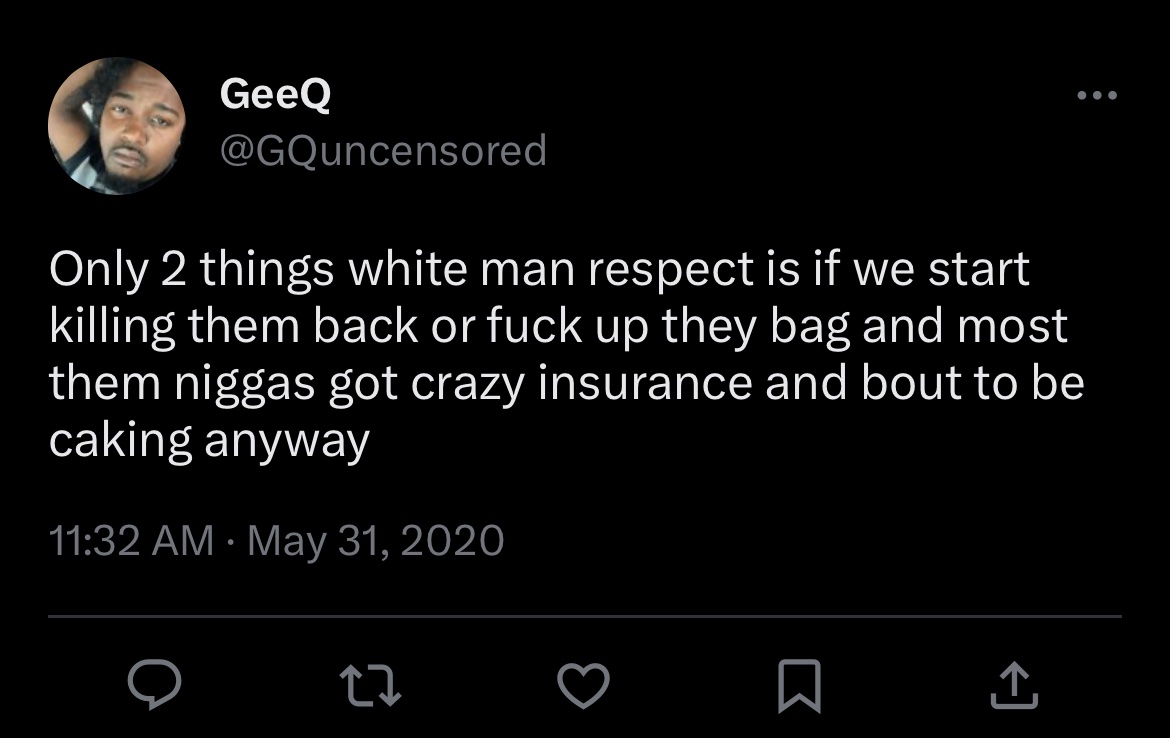 GeeQ
@GQuncensored
Only 2 things white man respect is if we start
killing them back or fuck up they bag and most
them niggas got crazy insurance and bout to be
caking anyway
11:32 AM · May 31, 2020